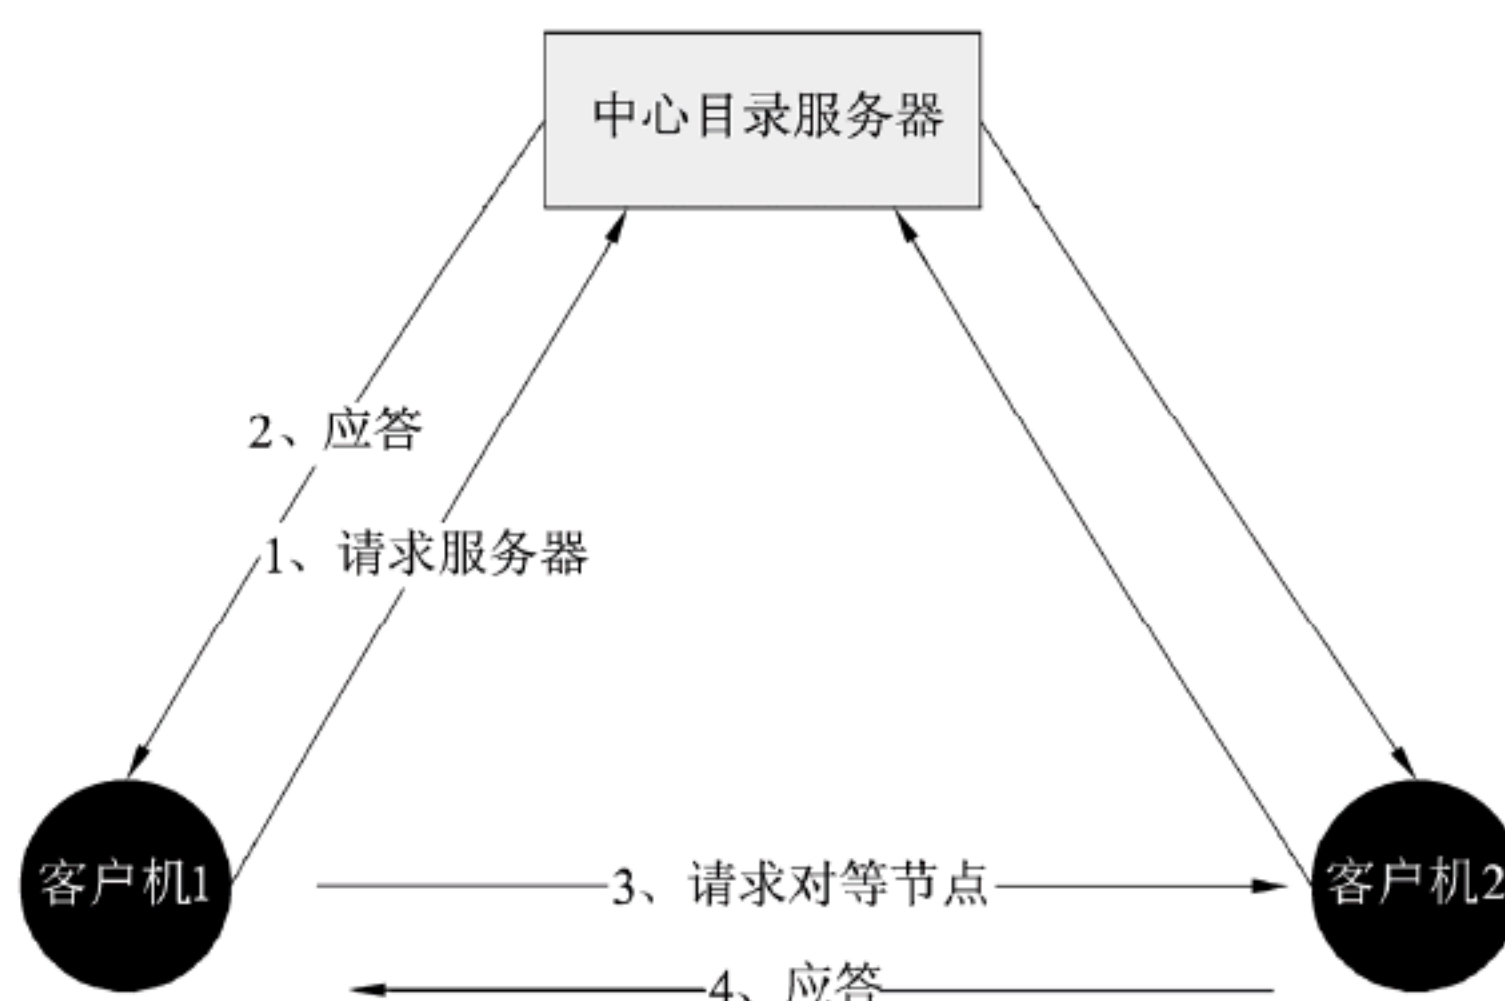 中心目录服务器
2、应答
1、请求服务器
客户机1
3、请求对等节点
客户机2
4、应答